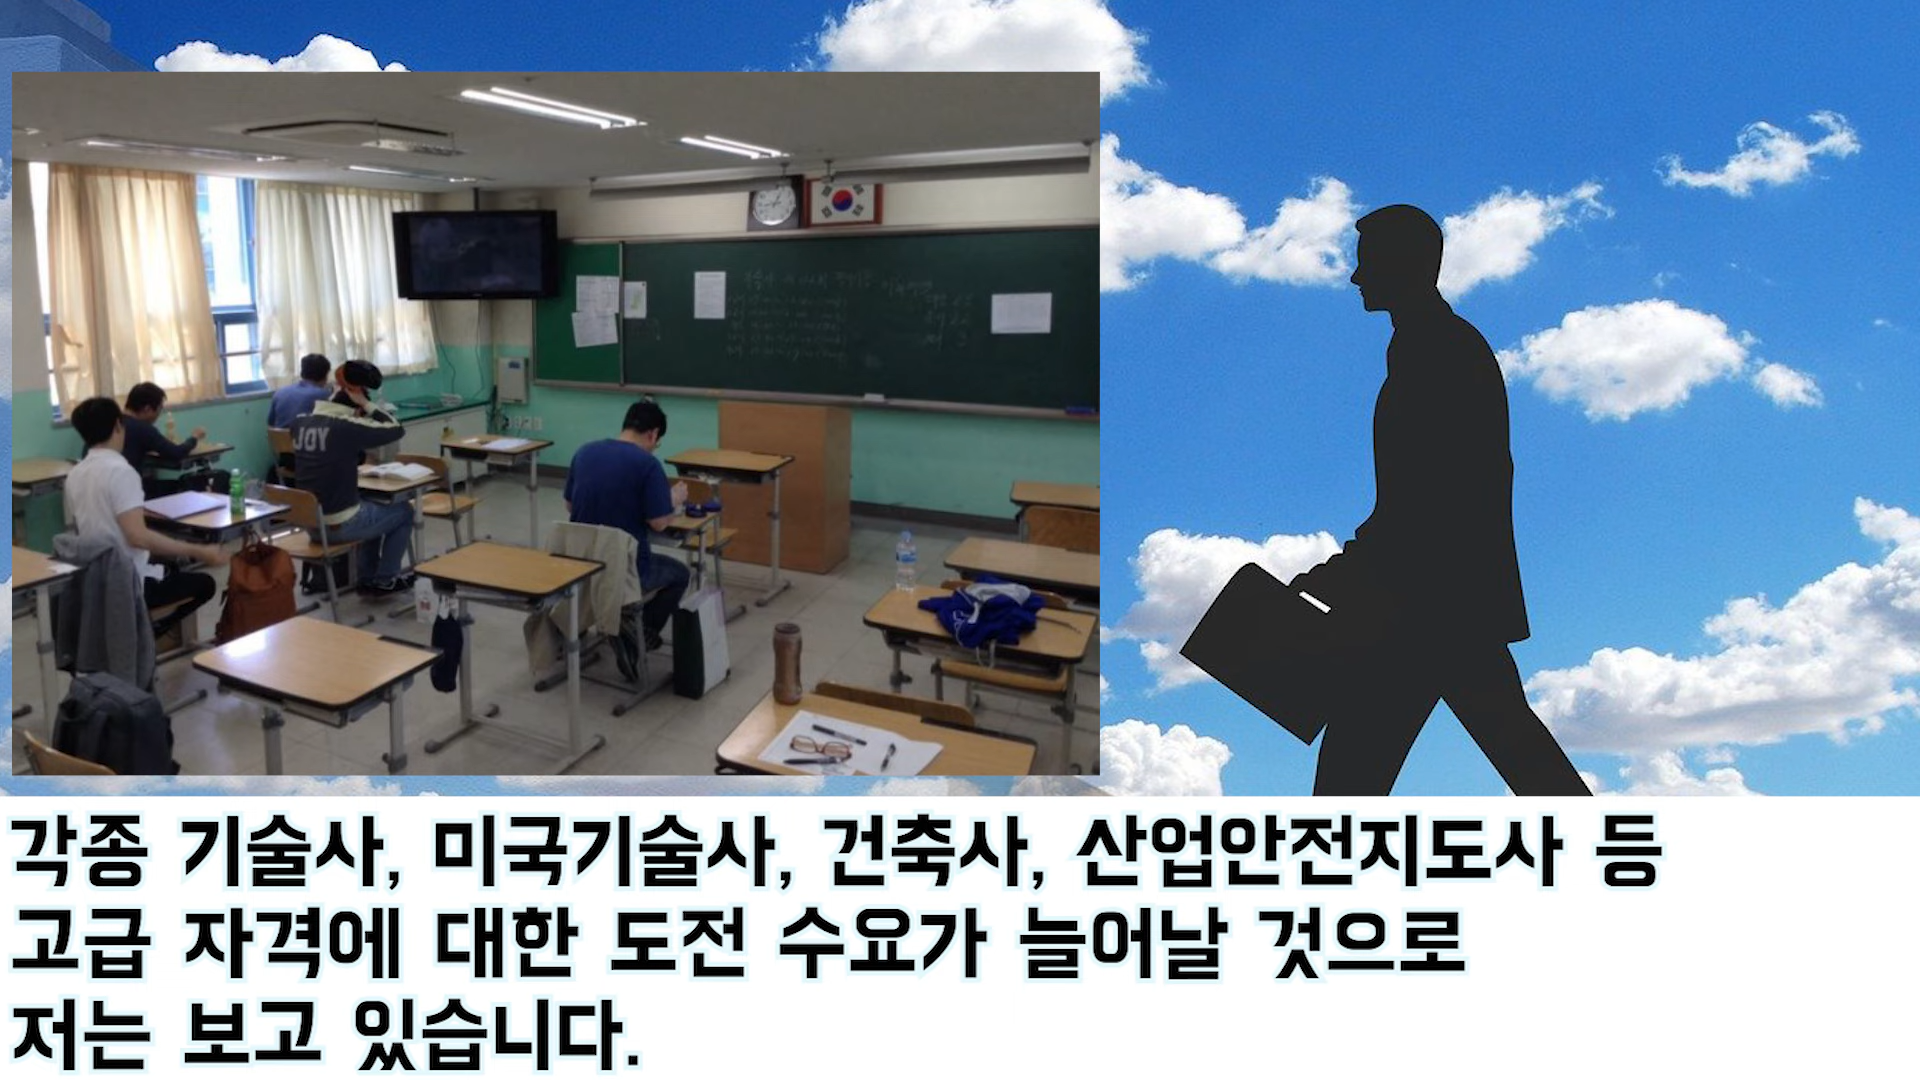 JOY
각종 기술사, 미국기술사, 건축사, 산업안전지도사 등
고급 자격에 대한 도전 수요가 늘어날 것으로
저는 보고 있습니다.